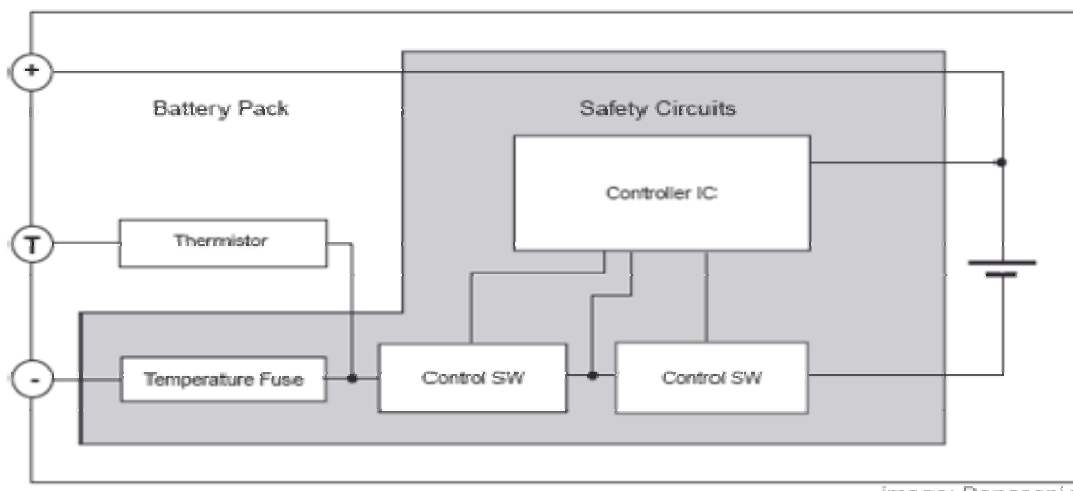 +
Battery Pack
Safety Circuits
Controller IC
T
Thermistor
-
Temperature Fuse
Control SW
Control SW